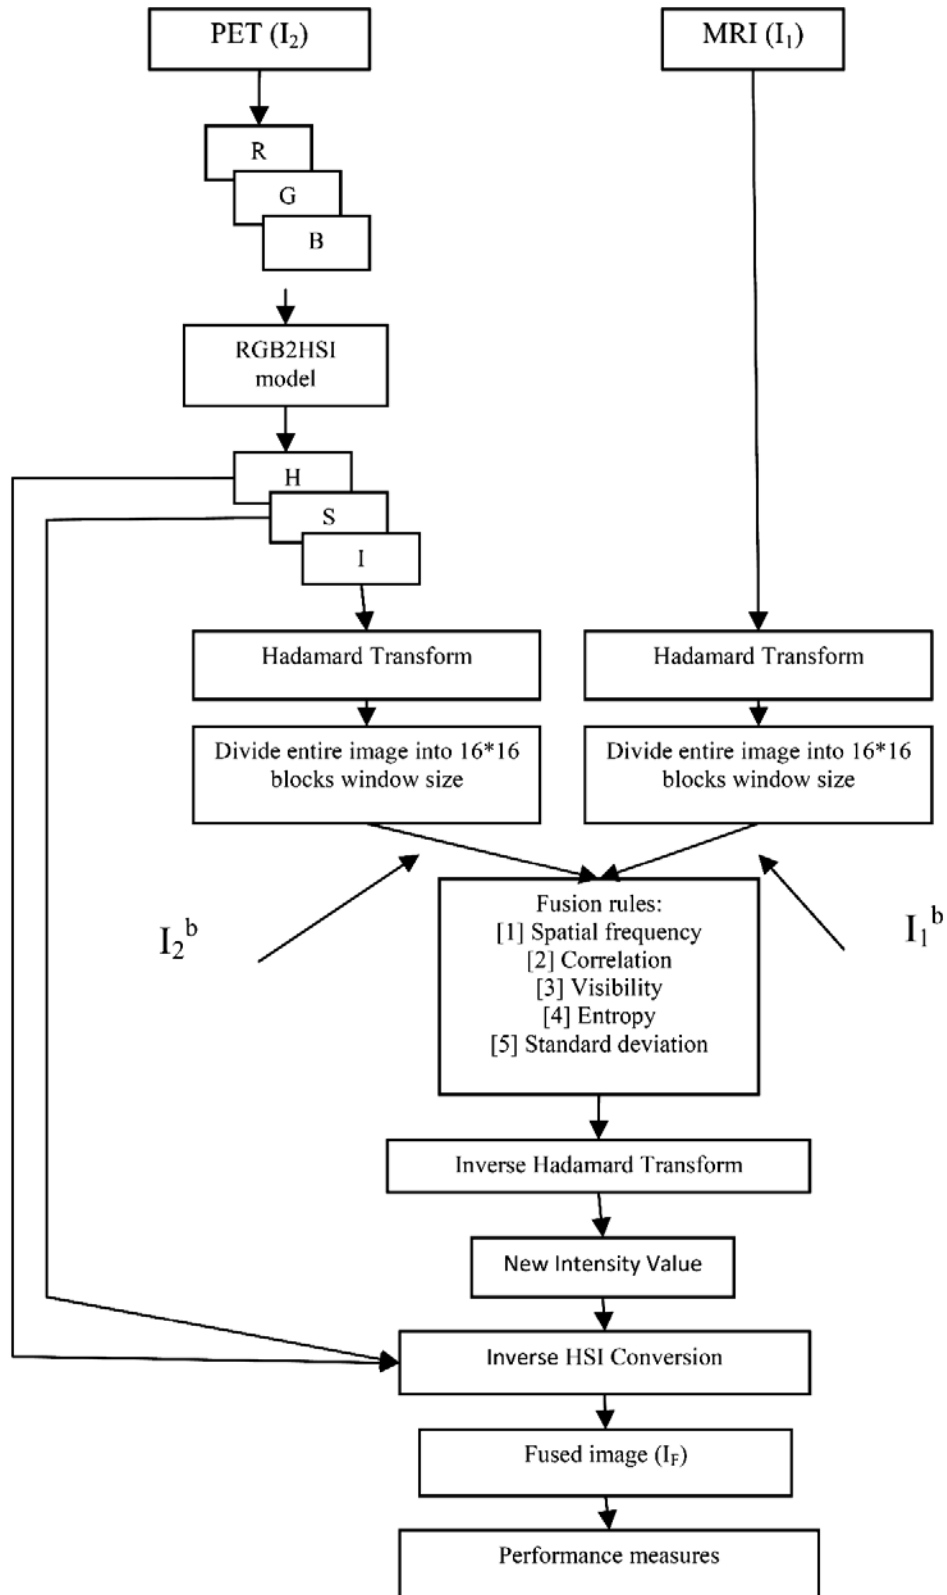 PET (I₂)
MRI (I₁)
R
G
B
RGB2HSI
model
H
S
I
Hadamard Transform
Hadamard Transform
Divide entire image into 16*16
blocks window size
Divide entire image into 16*16
blocks window size
I₂ᵇ
I₁ᵇ
Fusion rules:
[1] Spatial frequency
[2] Correlation
[3] Visibility
[4] Entropy
[5] Standard deviation
Inverse Hadamard Transform
New Intensity Value
Inverse HSI Conversion
Fused image (I_F)
Performance measures